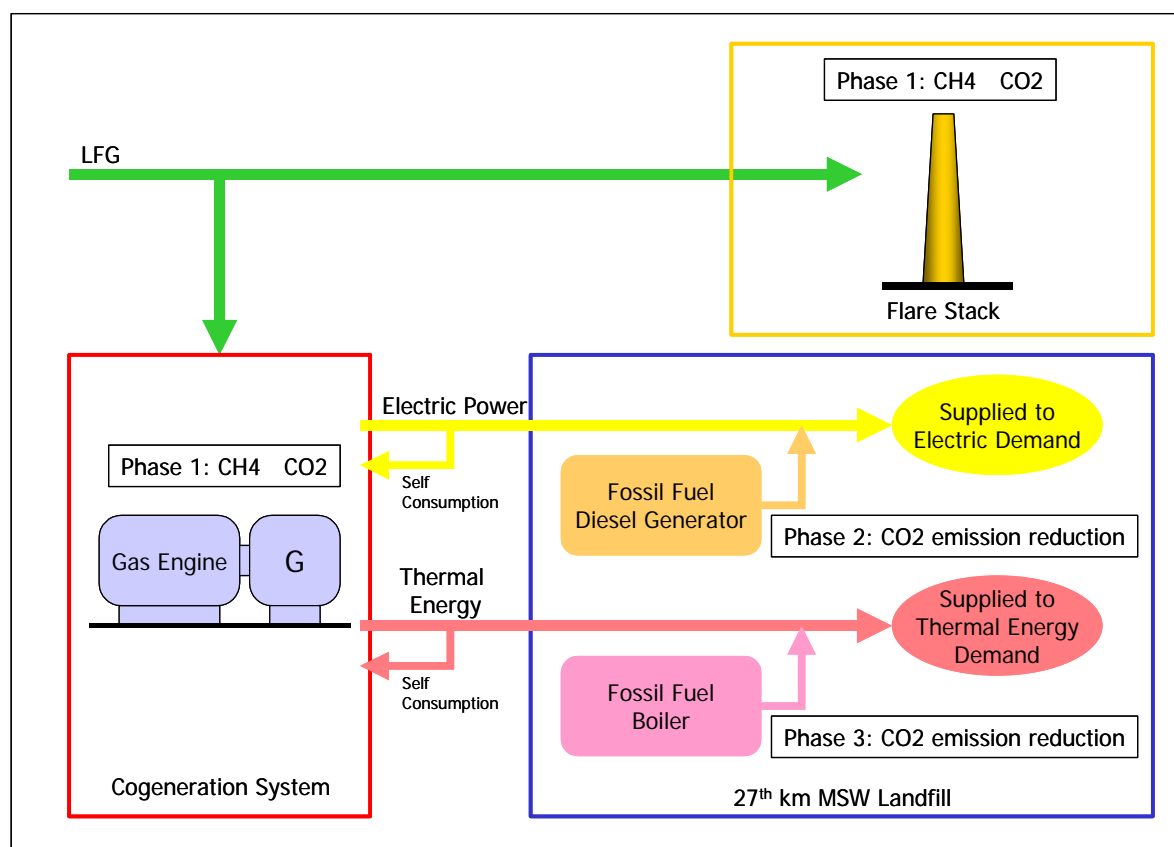 Phase 1: CH4 CO2
LFG
Flare Stack
Electric Power
Supplied to
Electric Demand
Phase 1: CH4 CO2
Self
Consumption
Fossil Fuel
Diesel Generator
Phase 2: CO2 emission reduction
Gas Engine
G
Thermal
Energy
Supplied to
Thermal Energy
Demand
Self
Consumption
Fossil Fuel
Boiler
Phase 3: CO2 emission reduction
Cogeneration System
27th km MSW Landfill